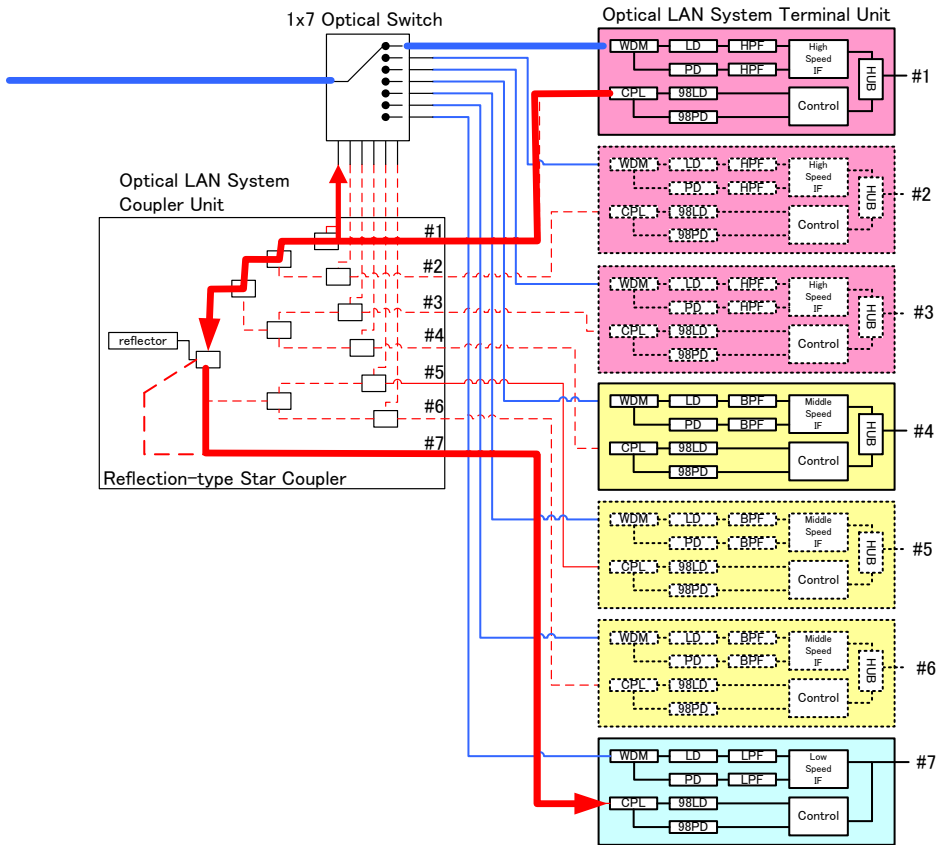 1x7 Optical Switch
Optical LAN System Terminal Unit
WDM LD HPF High Speed IF
PD HPF
HUB
#1
CPL 98LD Control
98PD
WDM LD HPF High Speed IF
PD HPF
HUB
#2
CPL 98LD Control
98PD
WDM LD HPF High Speed IF
PD HPF
HUB
#3
CPL 98LD Control
98PD
WDM LD BPF Middle Speed IF
PD BPF
HUB
#4
CPL 98LD Control
98PD
WDM LD BPF Middle Speed IF
PD BPF
HUB
#5
CPL 98LD Control
98PD
WDM LD BPF Middle Speed IF
PD BPF
HUB
#6
CPL 98LD Control
98PD
WDM LD LPF Low Speed IF
PD LPF
#7
CPL 98LD Control
98PD
Optical LAN System
Coupler Unit
#1
#2
#3
#4
#5
#6
#7
reflector
Reflection-type Star Coupler